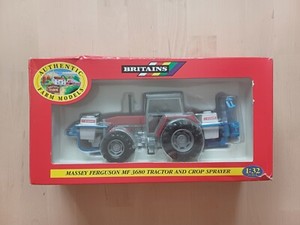 AUTHENTIC
FARM MODELS
BRITAINS
MASSEY FERGUSON MF 3680 TRACTOR AND CROP SPRAYER
1:32